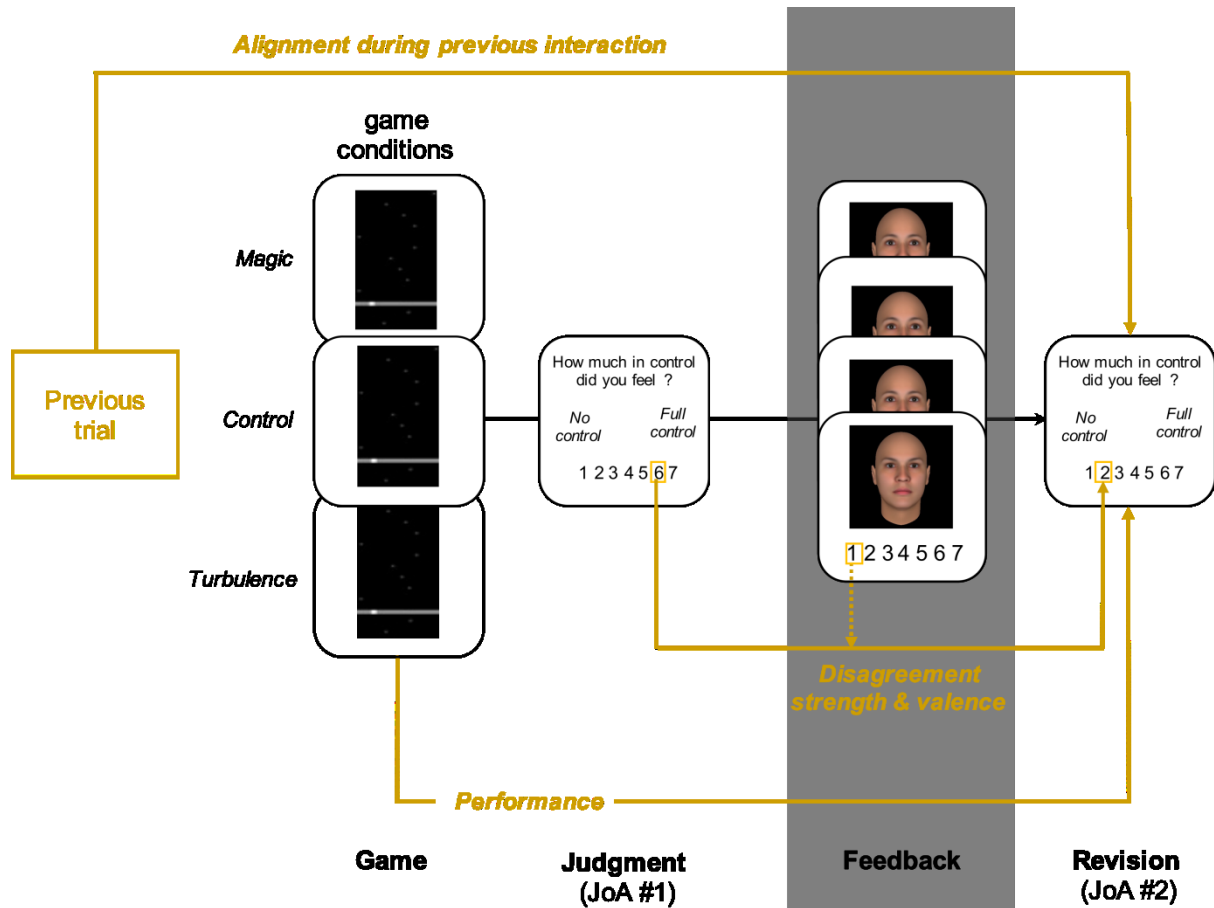 Alignment during previous interaction
game
conditions
Magic
Control
Turbulence
Previous
trial
How much in control
did you feel ?
No
control
Full
control
1 2 3 4 5 6 7
1 2 3 4 5 6 7
How much in control
did you feel ?
No
control
Full
control
1 2 3 4 5 6 7
Disagreement
strength & valence
Performance
Game
Judgment
(JoA #1)
Feedback
Revision
(JoA #2)